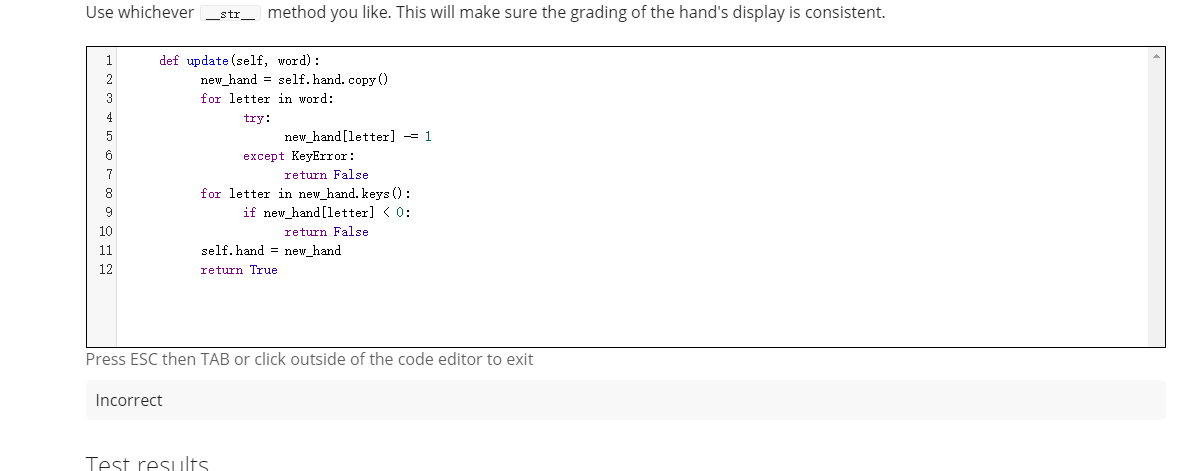 Use whichever __str__ method you like. This will make sure the grading of the hand's display is consistent.
1 def update(self, word):
2 new_hand = self.hand.copy()
3 for letter in word:
4 try:
5 new_hand[letter] -= 1
6 except KeyError:
7 return False
8 for letter in new_hand.keys():
9 if new_hand[letter] < 0:
10 return False
11 self.hand = new_hand
12 return True
Press ESC then TAB or click outside of the code editor to exit
Incorrect
Test results